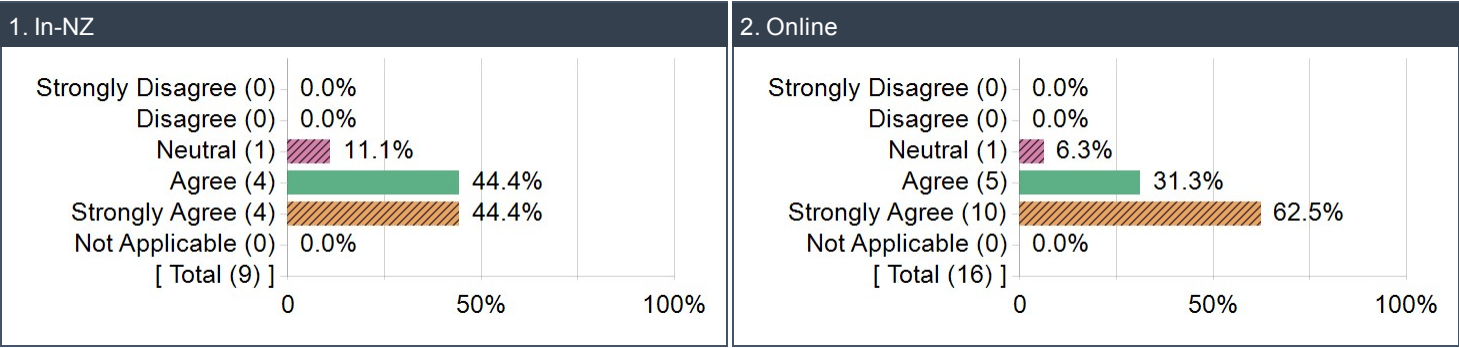 1. In-NZ
Strongly Disagree (0) 0.0%
Disagree (0) 0.0%
Neutral (1) 11.1%
Agree (4) 44.4%
Strongly Agree (4) 44.4%
Not Applicable (0) 0.0%
[ Total (9) ]
0 50% 100%
2. Online
Strongly Disagree (0) 0.0%
Disagree (0) 0.0%
Neutral (1) 6.3%
Agree (5) 31.3%
Strongly Agree (10) 62.5%
Not Applicable (0) 0.0%
[ Total (16) ]
0 50% 100%